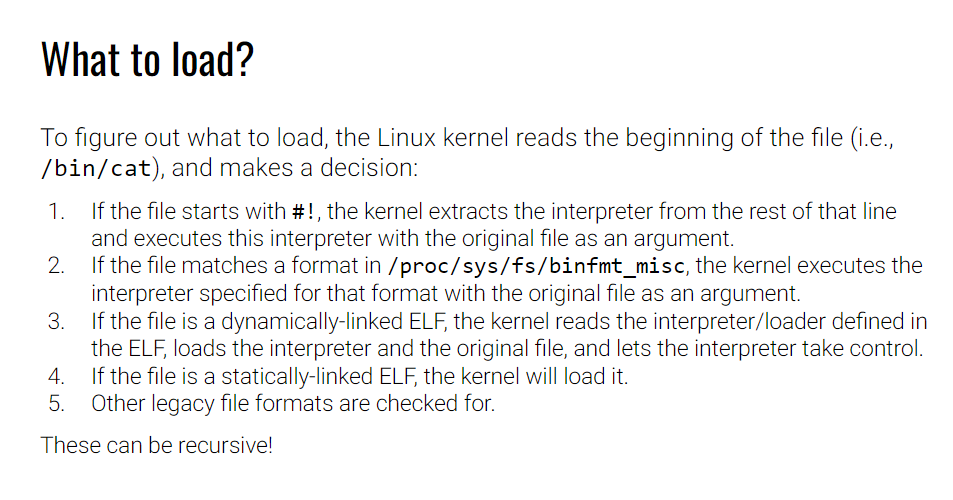 What to load?
To figure out what to load, the Linux kernel reads the beginning of the file (i.e.,
/bin/cat), and makes a decision:
1. If the file starts with #!, the kernel extracts the interpreter from the rest of that line
and executes this interpreter with the original file as an argument.
2. If the file matches a format in /proc/sys/fs/binfmt_misc, the kernel executes the
interpreter specified for that format with the original file as an argument.
3. If the file is a dynamically-linked ELF, the kernel reads the interpreter/loader defined in
the ELF, loads the interpreter and the original file, and lets the interpreter take control.
4. If the file is a statically-linked ELF, the kernel will load it.
5. Other legacy file formats are checked for.
These can be recursive!